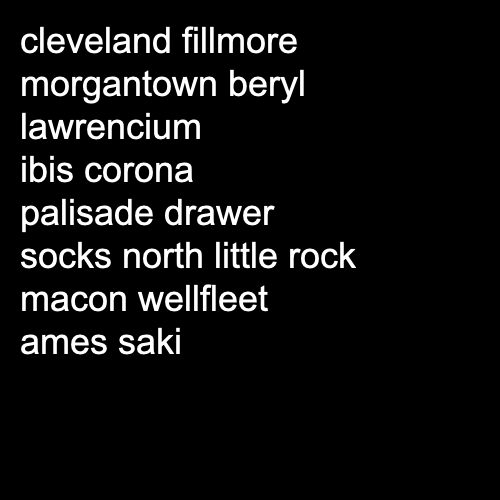 cleveland fillmore
morgantown beryl
lawrencium
ibis corona
palisade drawer
socks north little rock
macon wellfleet
ames saki